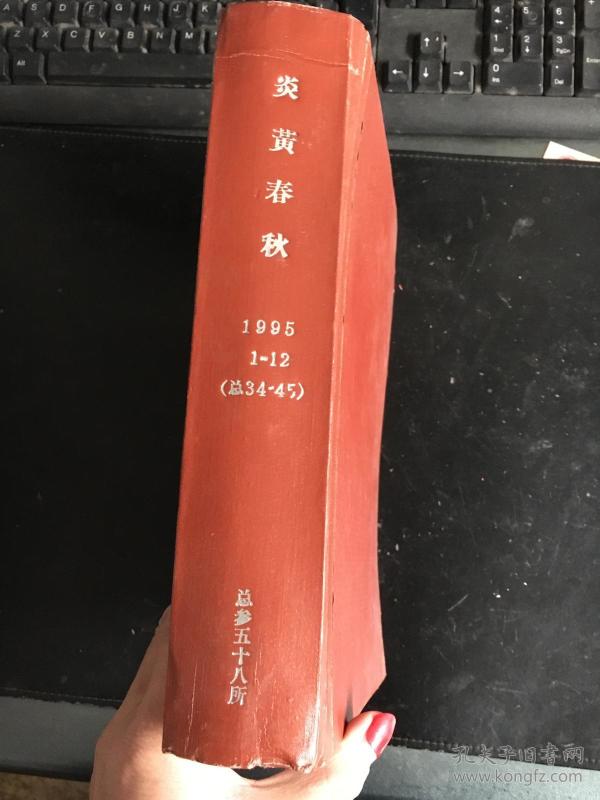 炎黄春秋
1995
1-12
(总34-45)
总参五十八所
孔夫子旧书网
www.kongfz.com